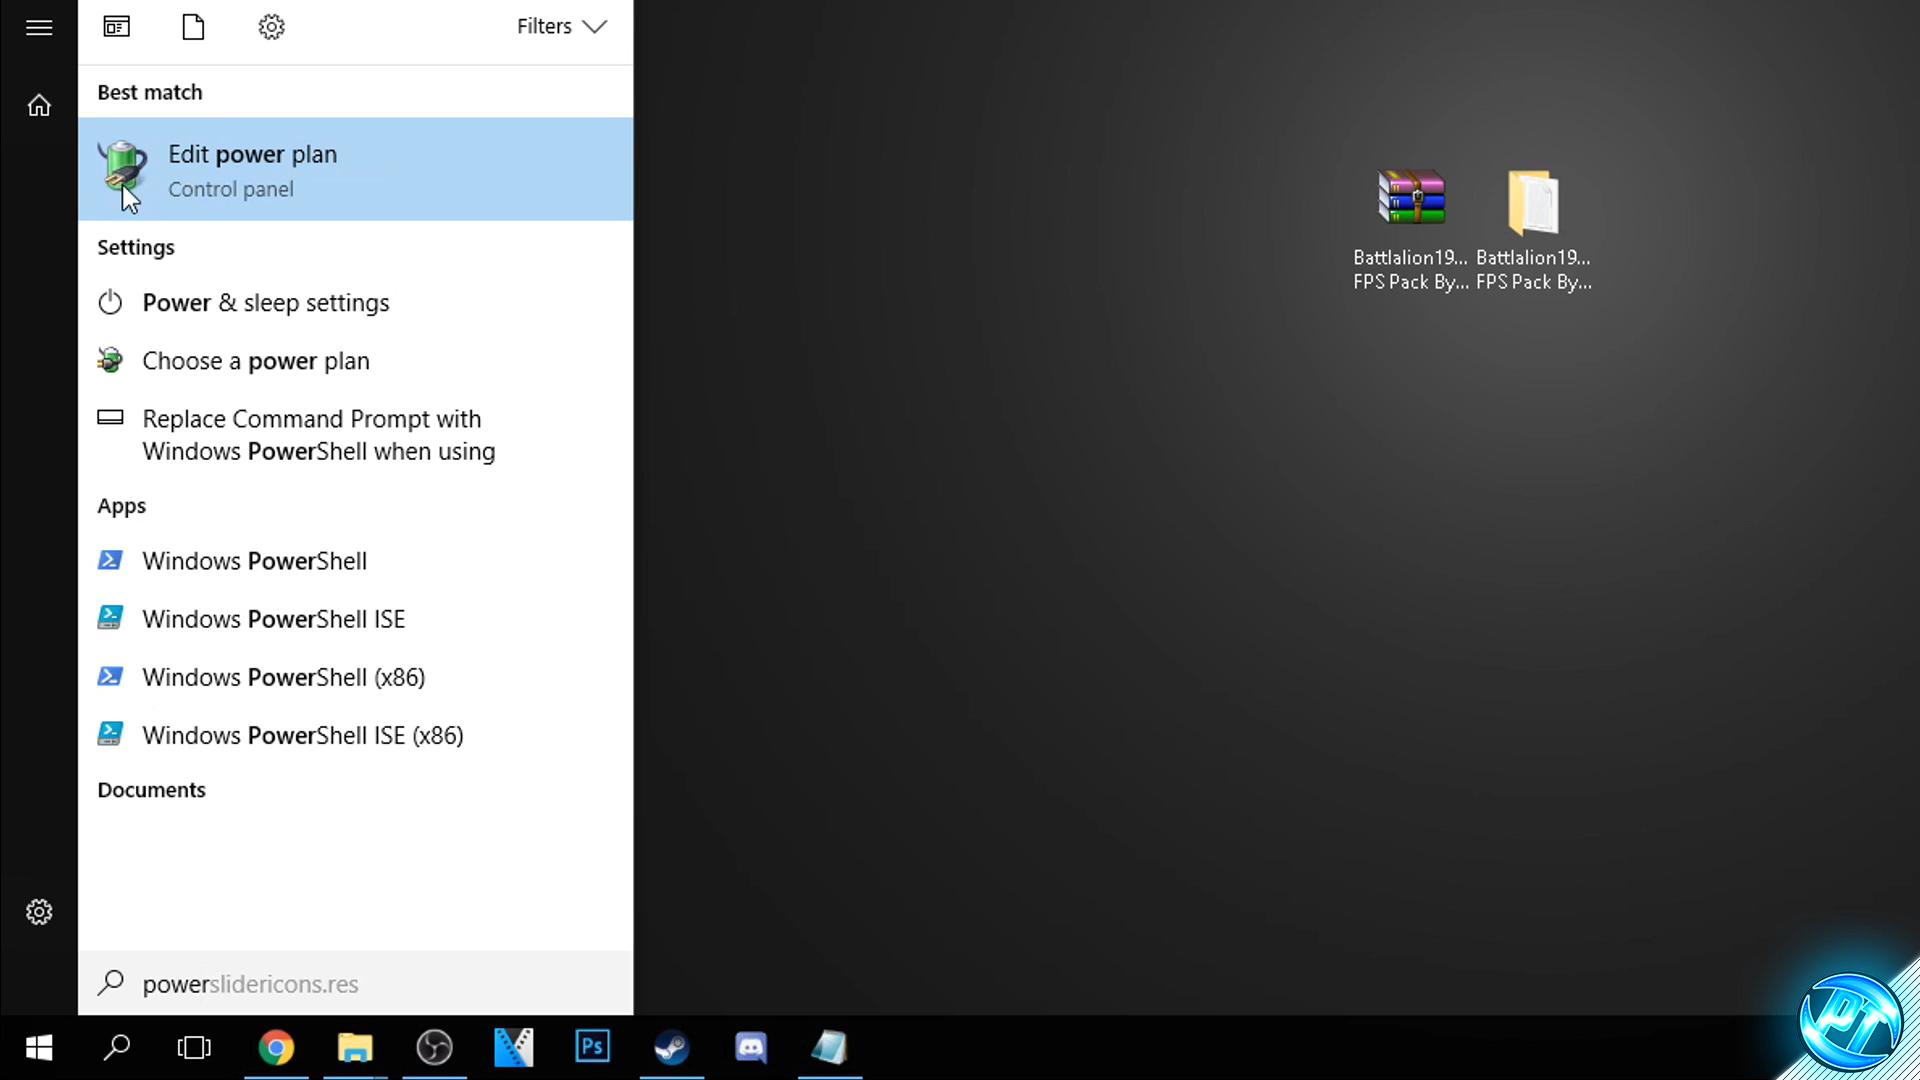 Filters
Best match
Edit power plan
Control panel
Settings
Power & sleep settings
Choose a power plan
Replace Command Prompt with
Windows PowerShell when using
Apps
Windows PowerShell
Windows PowerShell ISE
Windows PowerShell (x86)
Windows PowerShell ISE (x86)
Documents
powerslidericons.res
Battlalion19... Battlalion19...
FPS Pack By... FPS Pack By...
Ps
PT